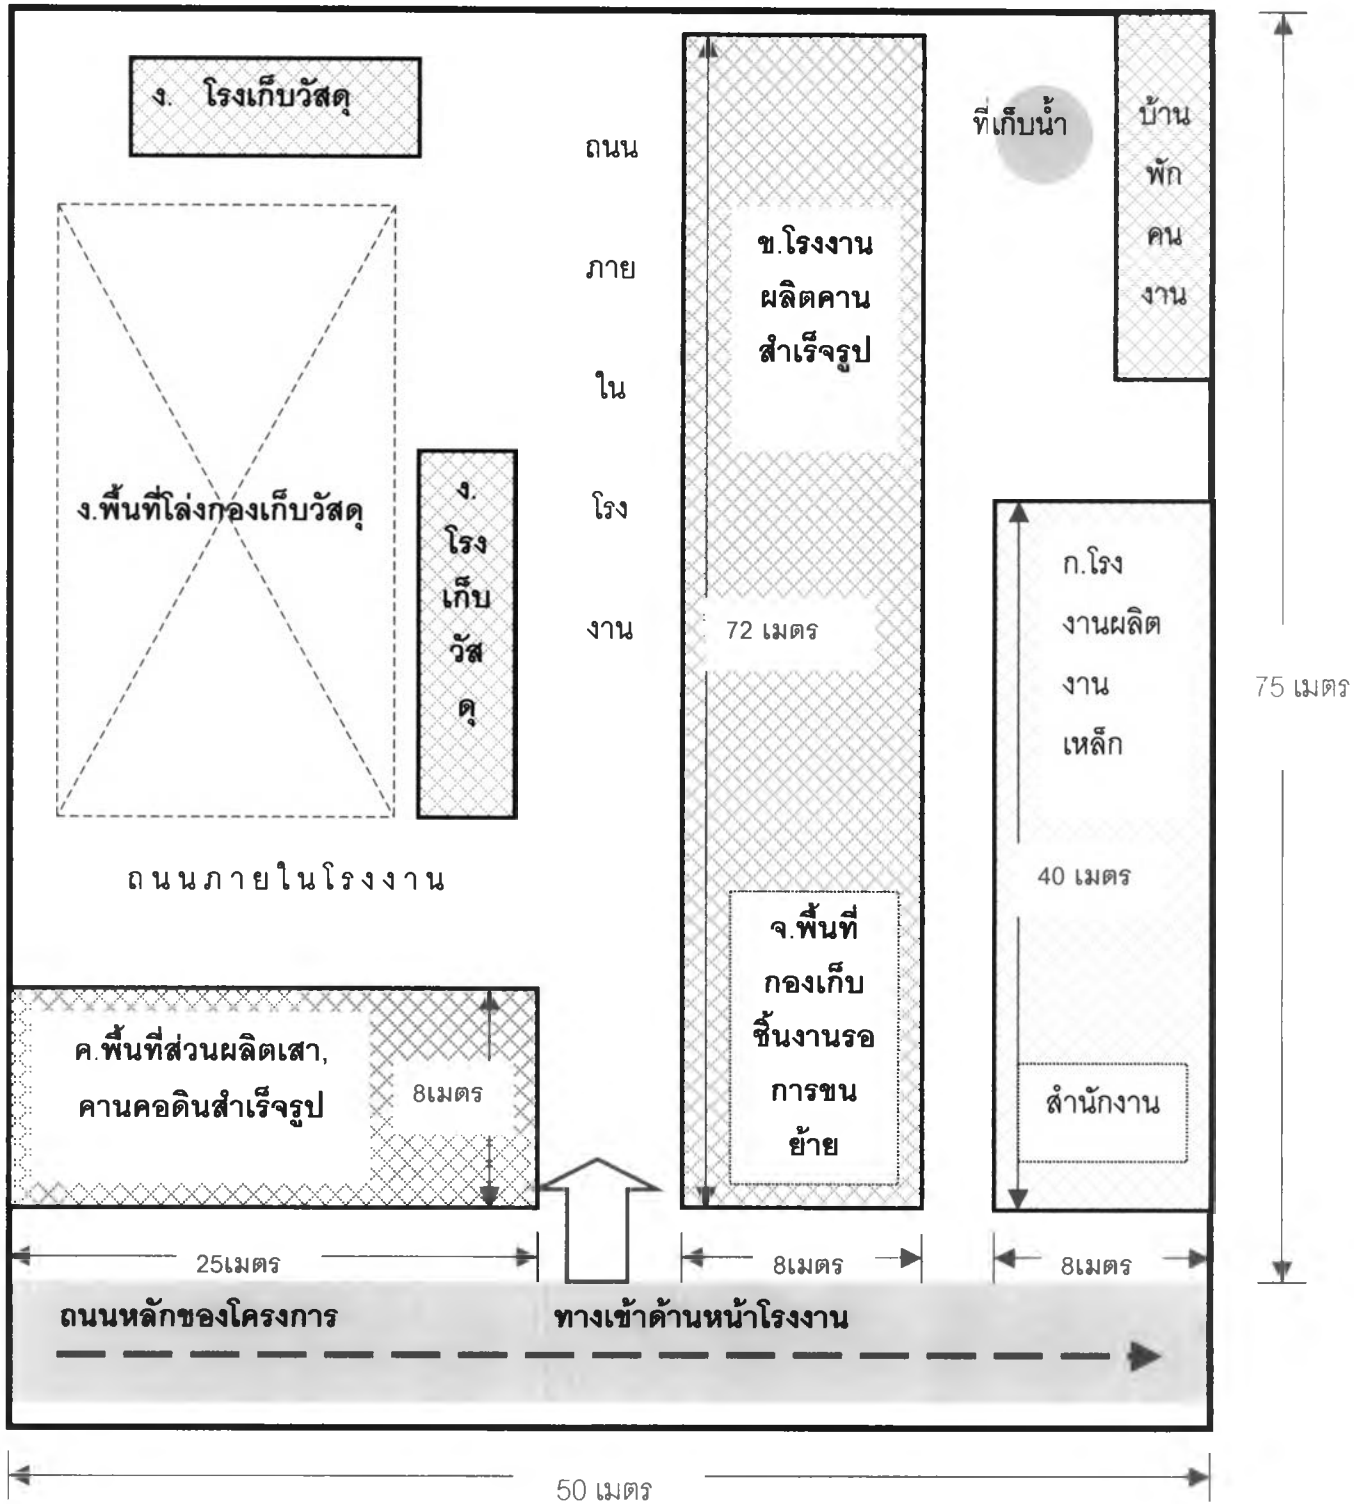 ง. โรงเก็บวัสดุ
ถนน
ภาย
ใน
โรง
งาน
ที่เก็บน้ำ
บ้าน
พัก
คน
งาน
ข.โรงงาน
ผลิตคาน
สำเร็จรูป
ง.พื้นที่โล่งกองเก็บวัสดุ
ง.
โรง
เก็บ
วัส
ดุ
72 เมตร
ก.โรง
งานผลิต
งาน
เหล็ก
75 เมตร
40 เมตร
ถนนภายในโรงงาน
จ.พื้นที่
กองเก็บ
ชิ้นงานรอ
การขน
ย้าย
ค.พื้นที่ส่วนผลิตเสา,
คานคอดินสำเร็จรูป
8เมตร
สำนักงาน
25เมตร
8เมตร
8เมตร
ถนนหลักของโครงการ
ทางเข้าด้านหน้าโรงงาน
50 เมตร